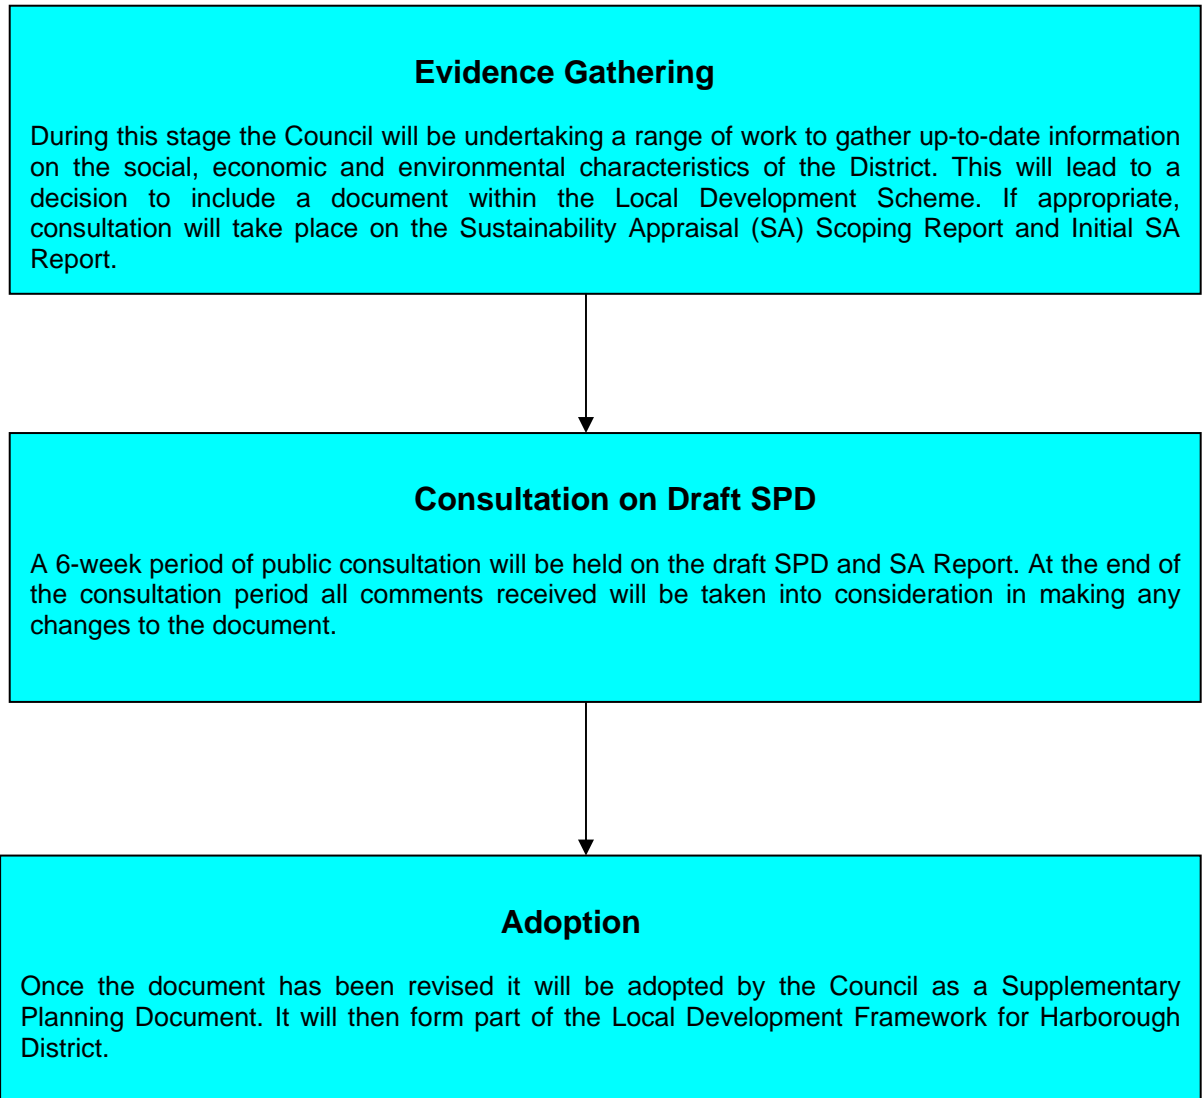 Evidence Gathering
During this stage the Council will be undertaking a range of work to gather up-to-date information
on the social, economic and environmental characteristics of the District. This will lead to a
decision to include a document within the Local Development Scheme. If appropriate,
consultation will take place on the Sustainability Appraisal (SA) Scoping Report and Initial SA
Report.
Consultation on Draft SPD
A 6-week period of public consultation will be held on the draft SPD and SA Report. At the end of
the consultation period all comments received will be taken into consideration in making any
changes to the document.
Adoption
Once the document has been revised it will be adopted by the Council as a Supplementary
Planning Document. It will then form part of the Local Development Framework for Harborough
District.